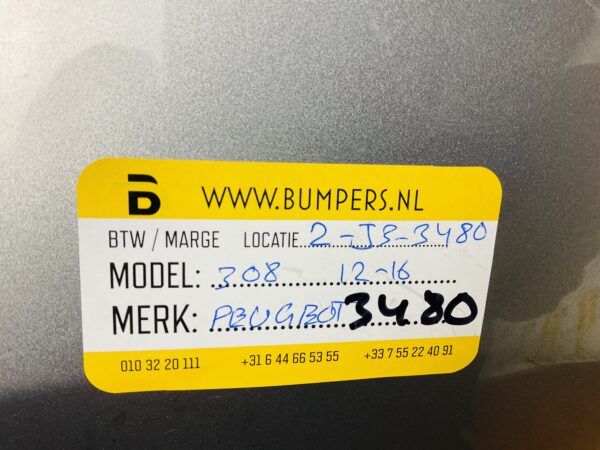 WWW.BUMPERS.NL
BTW / MARGE LOCATIE 2-J3-3480
MODEL: 308 12-16
MERK: PEUGEOT 3480
010 32 20 111 +31 6 44 66 53 55 +33 7 55 22 40 91